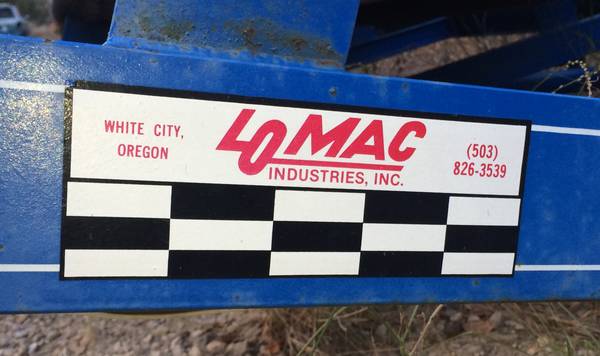 WHITE CITY,
OREGON
LOMAC
INDUSTRIES, INC.
(503)
826-3539